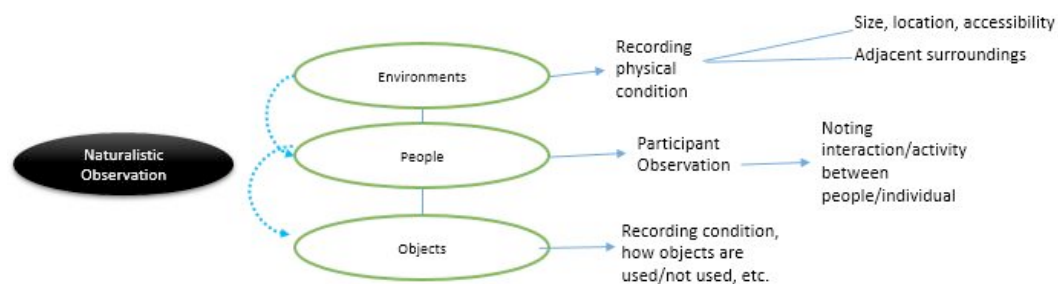 Naturalistic
Observation
Environments
Recording
physical
condition
Size, location, accessibility
Adjacent surroundings
People
Participant
Observation
Noting
interaction/activity
between
people/individual
Objects
Recording condition,
how objects are
used/not used, etc.